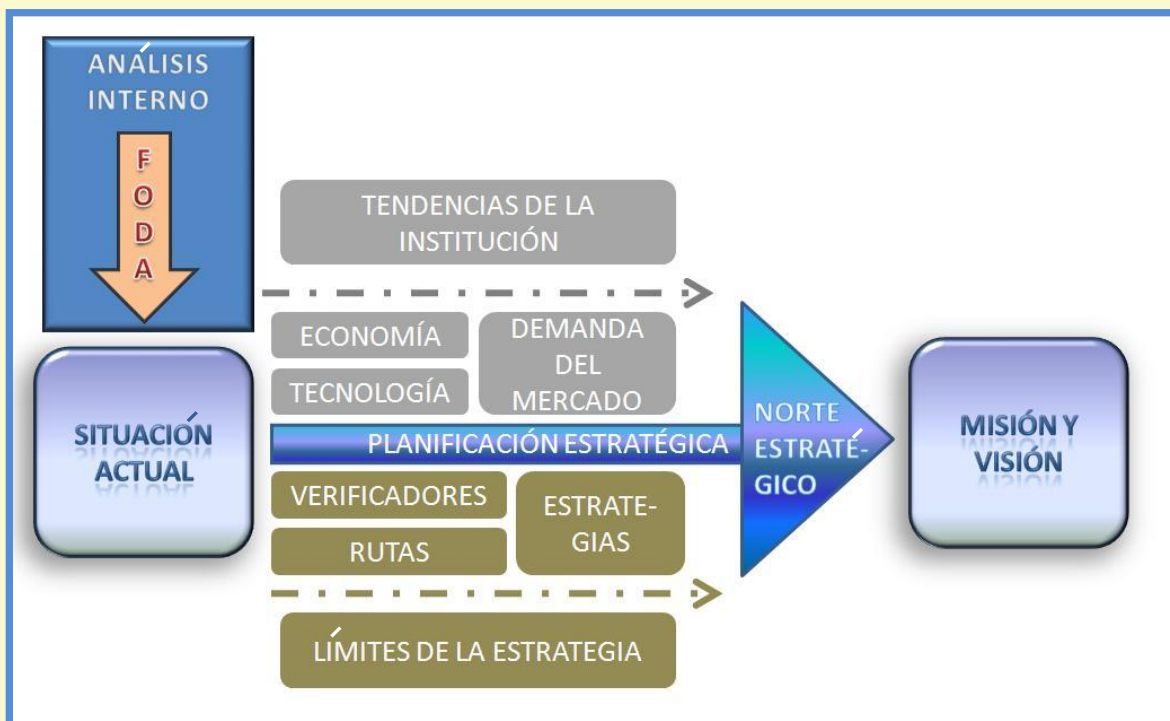 ANÁLISIS
INTERNO
F
O
D
A
TENDENCIAS DE LA
INSTITUCIÓN
ECONOMÍA
TECNOLOGÍA
DEMANDA
DEL
MERCADO
SITUACIÓN
ACTUAL
PLANIFICACIÓN ESTRATÉGICA
NORTE
ESTRATÉ-
GICO
MISIÓN Y
VISIÓN
VERIFICADORES
RUTAS
ESTRATE-
GIAS
LÍMITES DE LA ESTRATEGIA